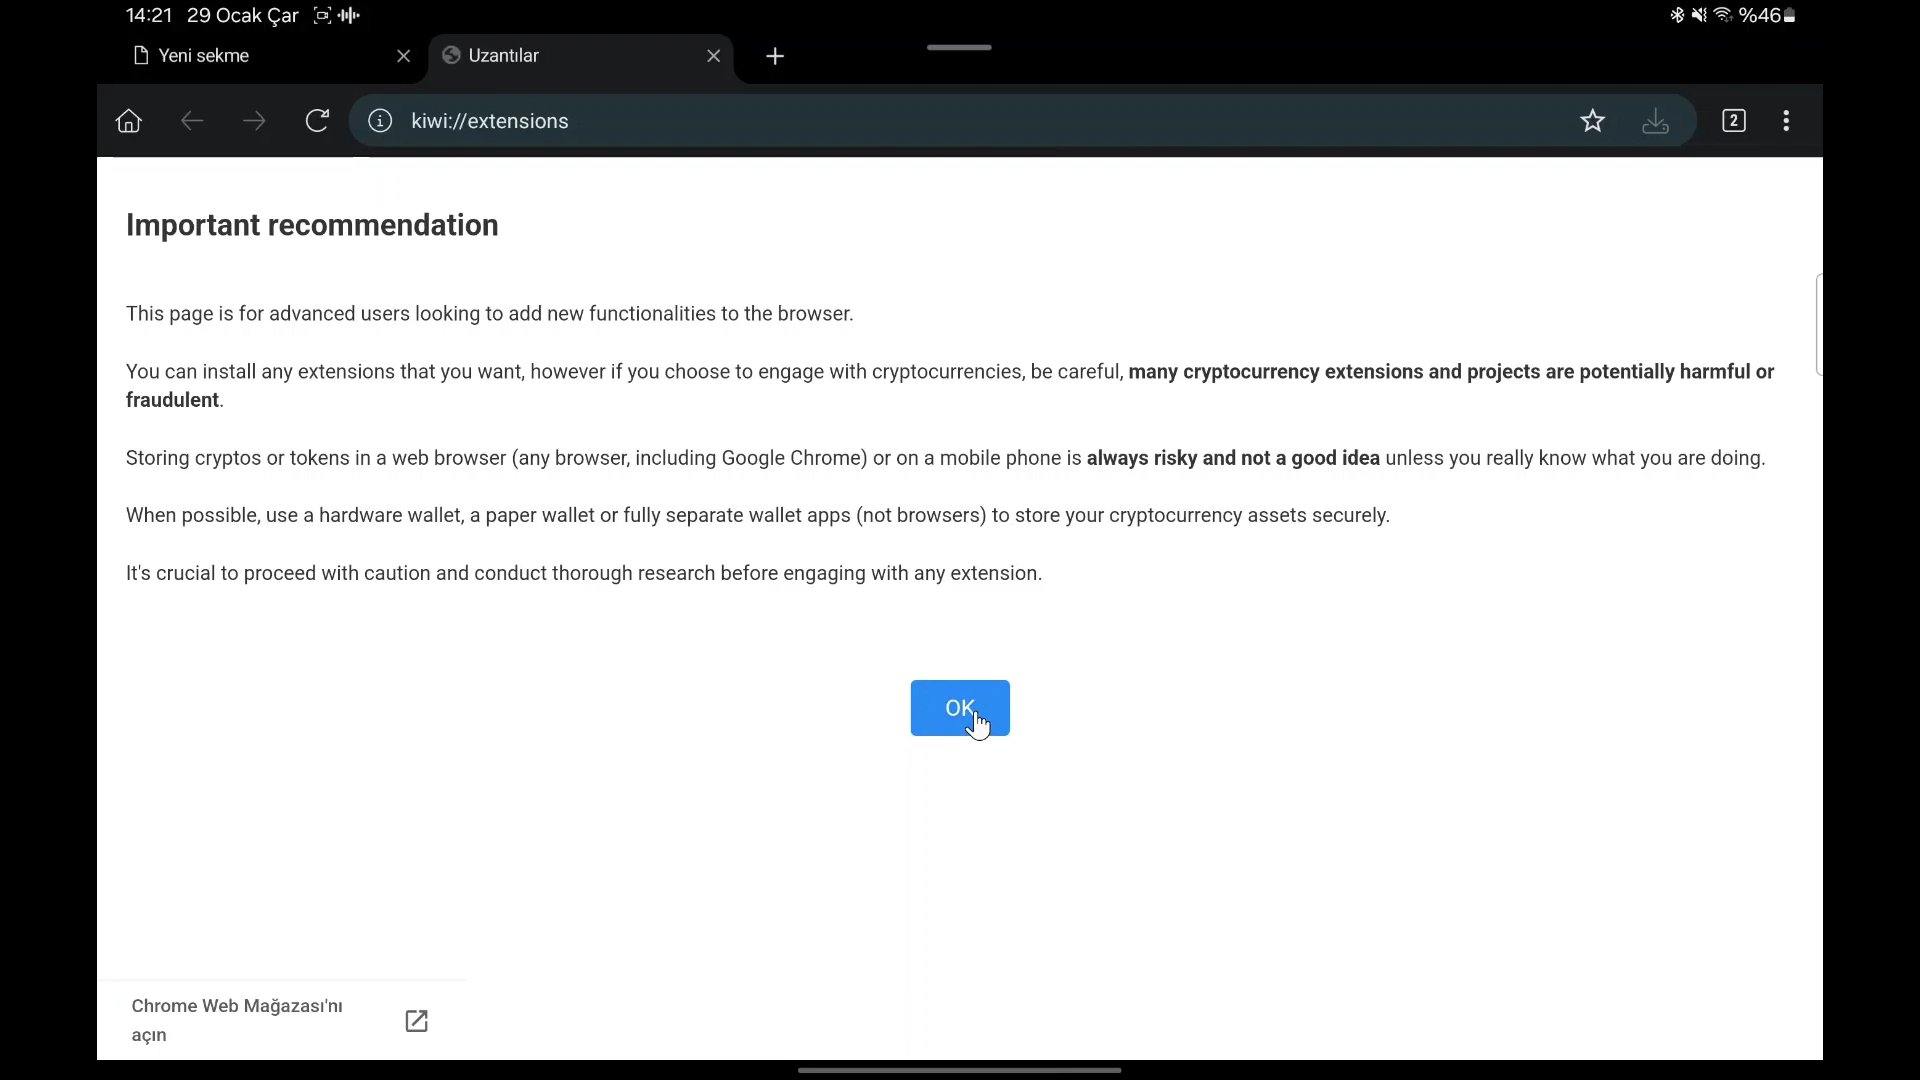 14:21 29 Ocak Çar %46
Yeni sekme Uzantılar
kiwi://extensions 2
Important recommendation
This page is for advanced users looking to add new functionalities to the browser.
You can install any extensions that you want, however if you choose to engage with cryptocurrencies, be careful, many cryptocurrency extensions and projects are potentially harmful or
fraudulent.
Storing cryptos or tokens in a web browser (any browser, including Google Chrome) or on a mobile phone is always risky and not a good idea unless you really know what you are doing.
When possible, use a hardware wallet, a paper wallet or fully separate wallet apps (not browsers) to store your cryptocurrency assets securely.
It's crucial to proceed with caution and conduct thorough research before engaging with any extension.
OK
Chrome Web Mağazası'nı
açın